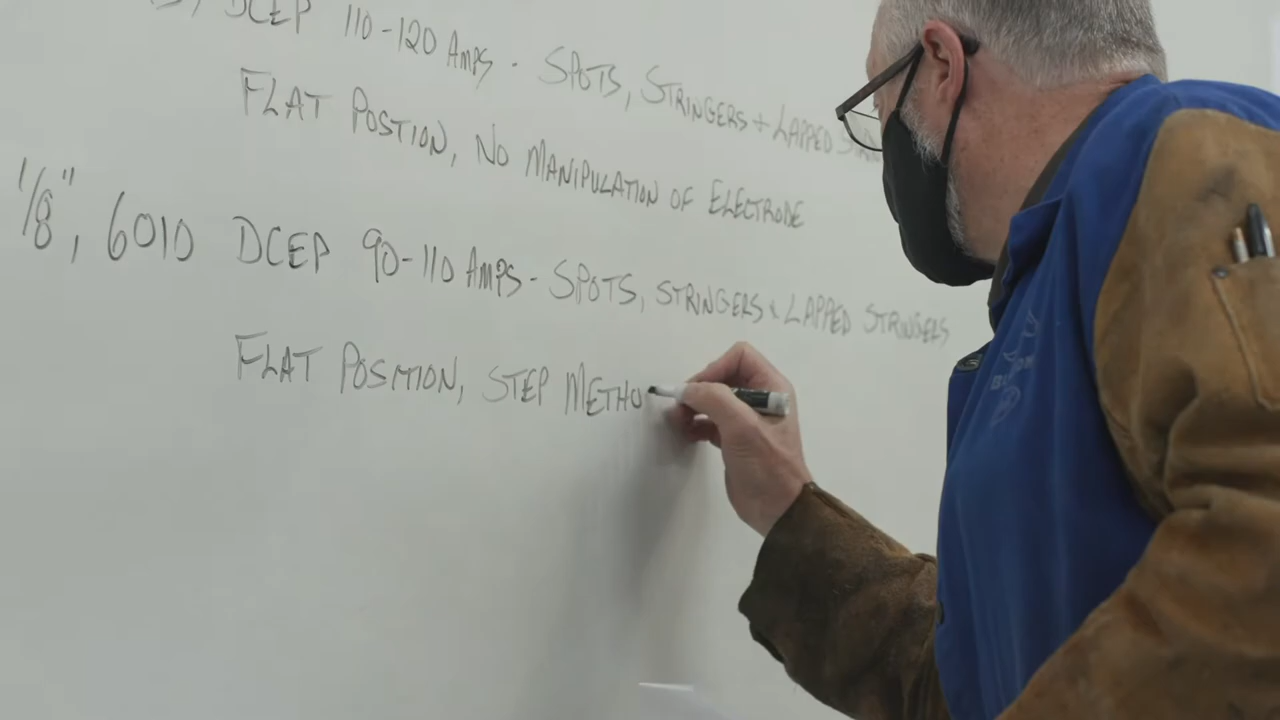 DCEP 110-120 AMPS - SPOTS, STRINGERS + LAPPED
FLAT POSTION, NO MANIPULATION OF ELECTRODE
1/8", 6010 DCEP 90-110 AMPS - SPOTS, STRINGERS & LAPPED STRINGERS
FLAT POSITION, STEP METHO